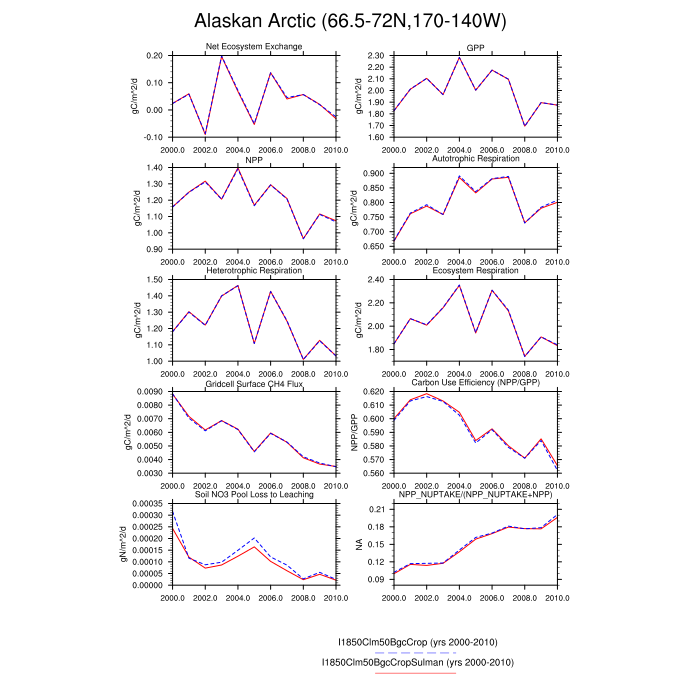 Alaskan Arctic (66.5-72N,170-140W)
Net Ecosystem Exchange
gC/m^2/d
0.20
0.10
0.00
-0.10
2000.0 2002.0 2004.0 2006.0 2008.0 2010.0
GPP
gC/m^2/d
2.30
2.20
2.10
2.00
1.90
1.80
1.70
1.60
2000.0 2002.0 2004.0 2006.0 2008.0 2010.0
NPP
gC/m^2/d
1.40
1.30
1.20
1.10
1.00
0.90
2000.0 2002.0 2004.0 2006.0 2008.0 2010.0
Autotrophic Respiration
gC/m^2/d
0.900
0.850
0.800
0.750
0.700
0.650
2000.0 2002.0 2004.0 2006.0 2008.0 2010.0
Heterotrophic Respiration
gC/m^2/d
1.50
1.40
1.30
1.20
1.10
1.00
2000.0 2002.0 2004.0 2006.0 2008.0 2010.0
Ecosystem Respiration
gC/m^2/d
2.40
2.20
2.00
1.80
2000.0 2002.0 2004.0 2006.0 2008.0 2010.0
Gridcell Surface CH4 Flux
gC/m^2/d
0.0090
0.0080
0.0070
0.0060
0.0050
0.0040
0.0030
2000.0 2002.0 2004.0 2006.0 2008.0 2010.0
Carbon Use Efficiency (NPP/GPP)
NPP/GPP
0.620
0.610
0.600
0.590
0.580
0.570
0.560
2000.0 2002.0 2004.0 2006.0 2008.0 2010.0
Soil NO3 Pool Loss to Leaching
gN/m^2/d
0.00035
0.00030
0.00025
0.00020
0.00015
0.00010
0.00005
0.00000
2000.0 2002.0 2004.0 2006.0 2008.0 2010.0
NPP_NUPTAKE/(NPP_NUPTAKE+NPP)
NA
0.21
0.18
0.15
0.12
0.09
2000.0 2002.0 2004.0 2006.0 2008.0 2010.0
I1850Clm50BgcCrop (yrs 2000-2010)
I1850Clm50BgcCropSulman (yrs 2000-2010)